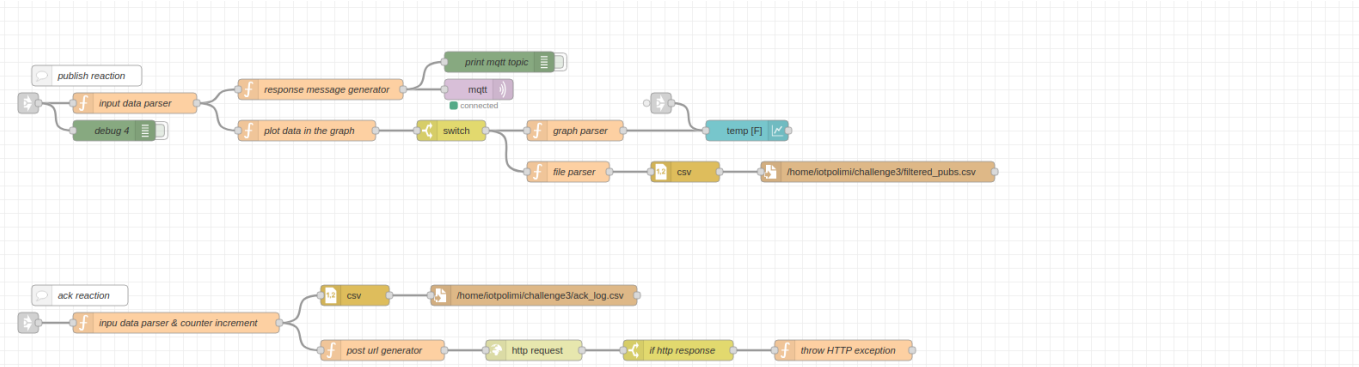 print mqtt topic
publish reaction
response message generator
mqtt
input data parser
connected
debug 4
plot data in the graph
switch
graph parser
temp [F]
file parser
csv
/home/iotpolimi/challenge3/filtered_pubs.csv
ack reaction
csv
/home/iotpolimi/challenge3/ack_log.csv
inpu data parser & counter increment
post url generator
http request
if http response
throw HTTP exception